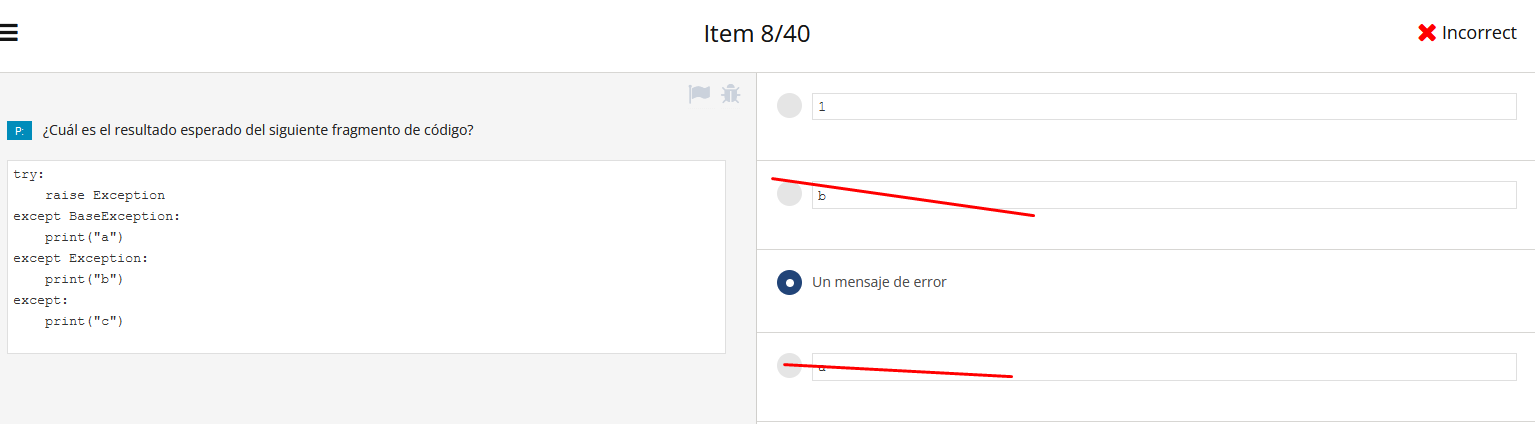 Item 8/40
Incorrect
P: ¿Cuál es el resultado esperado del siguiente fragmento de código?
try:
    raise Exception
except BaseException:
    print("a")
except Exception:
    print("b")
except:
    print("c")
1
b
Un mensaje de error
a